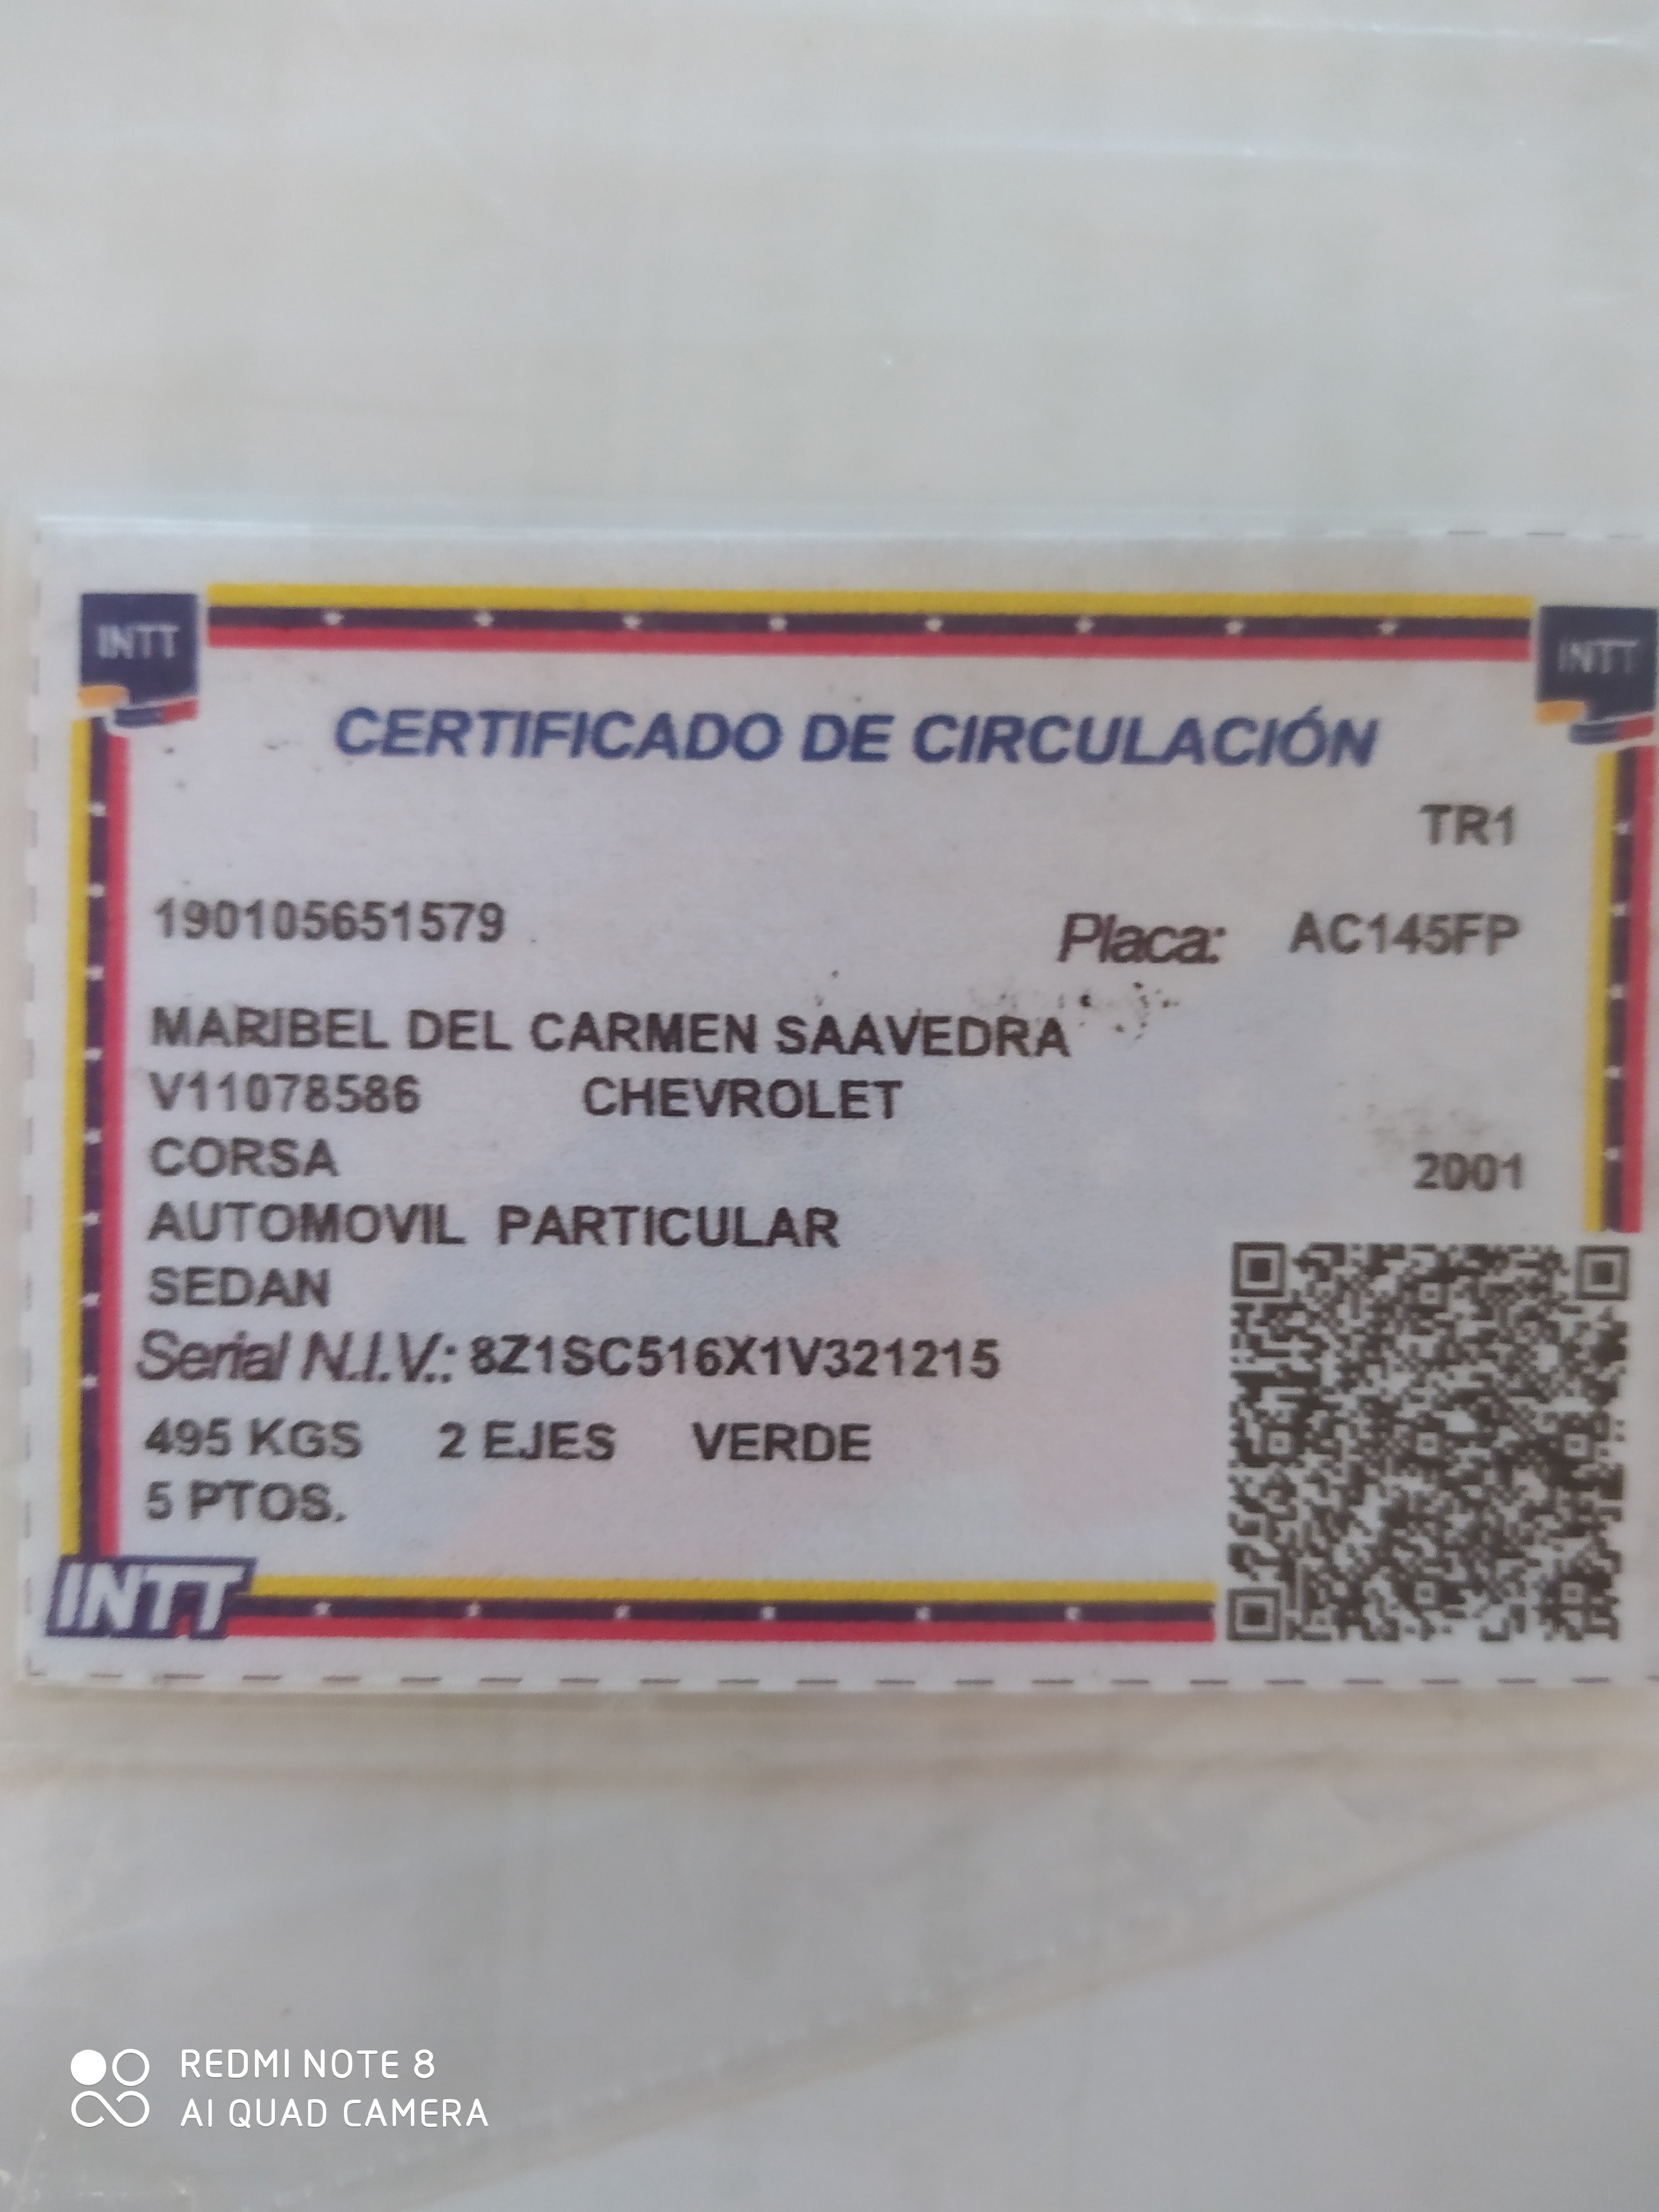 INTT
INTT
CERTIFICADO DE CIRCULACIÓN
TR1
190105651579 Placa: AC145FP
MARIBEL DEL CARMEN SAAVEDRA
V11078586 CHEVROLET
CORSA 2001
AUTOMOVIL PARTICULAR
SEDAN
Serial N.I.V.: 8Z1SC516X1V321215
495 KGS 2 EJES VERDE
5 PTOS.
INTT
REDMI NOTE 8
AI QUAD CAMERA